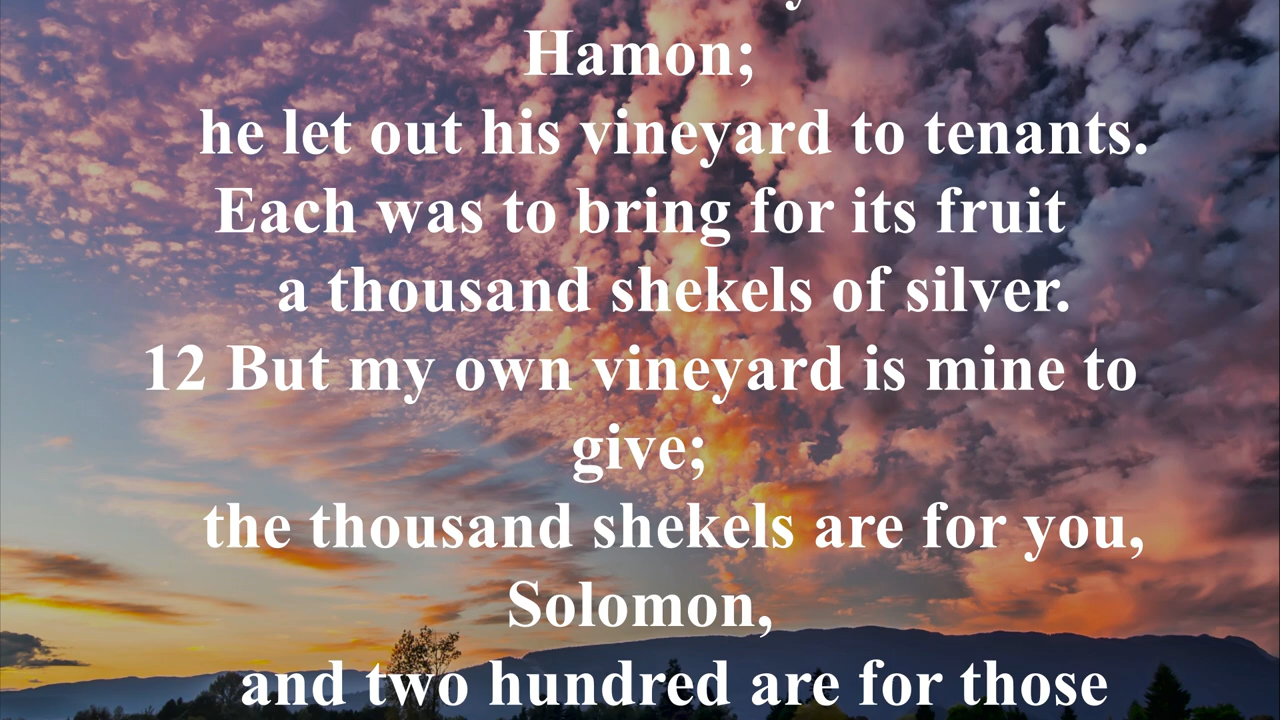 Hamon;
he let out his vineyard to tenants.
Each was to bring for its fruit
a thousand shekels of silver.
12 But my own vineyard is mine to
give;
the thousand shekels are for you,
Solomon,
and two hundred are for those